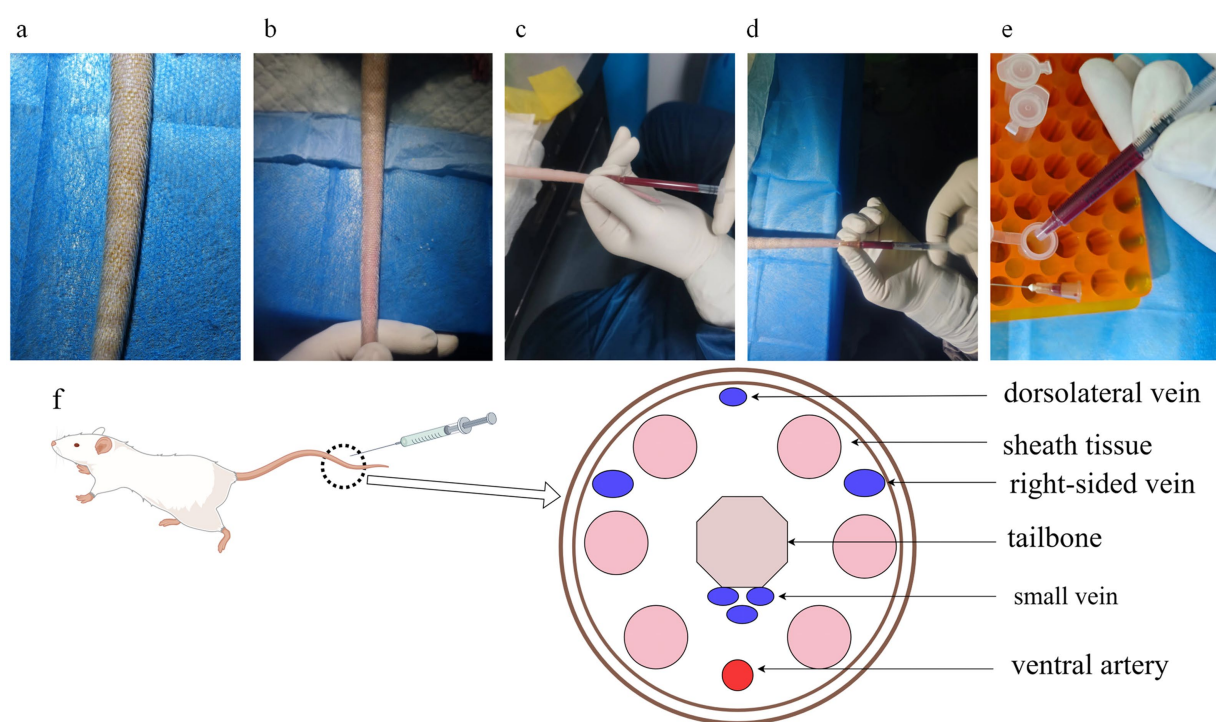 a
b
c
d
e
f
dorsolateral vein
sheath tissue
right-sided vein
tailbone
small vein
ventral artery